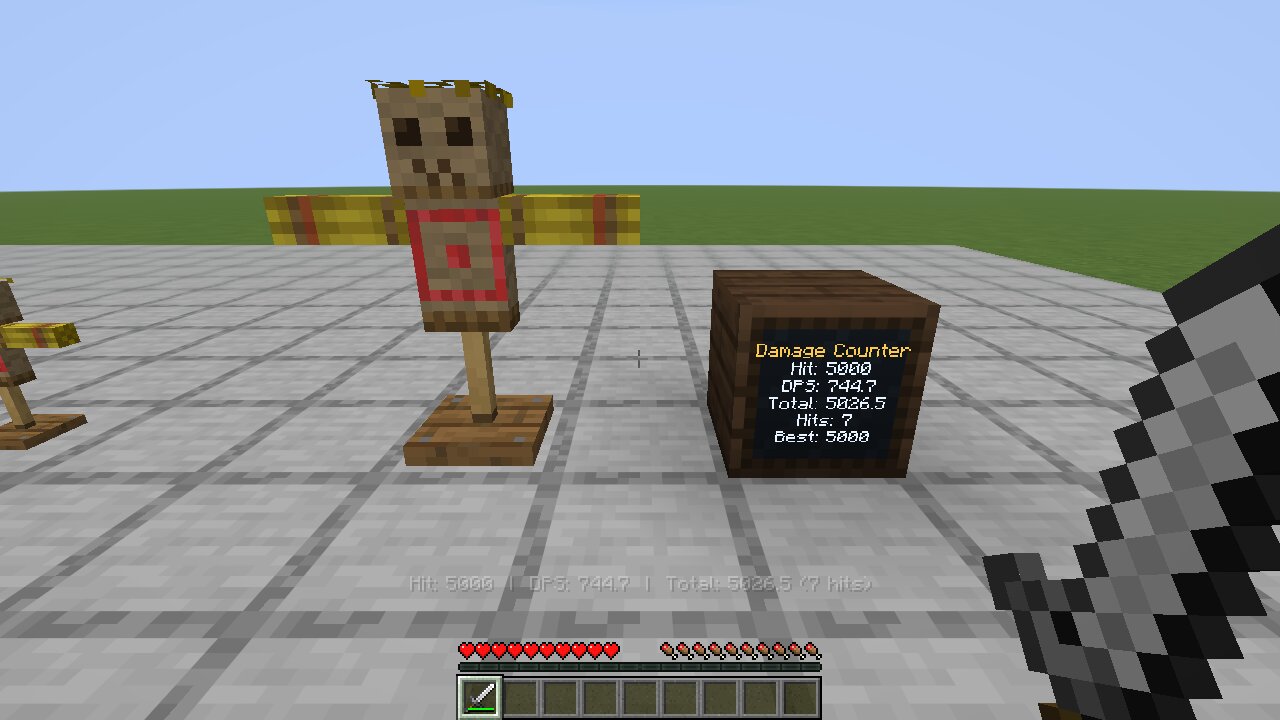 Damage Counter
Hit: 5000
DPS: 744.7
Total: 5026.5
Hits: 7
Best: 5000
Hit: 5000 | DPS: 744.7 | Total: 5026.5 (7 hits)